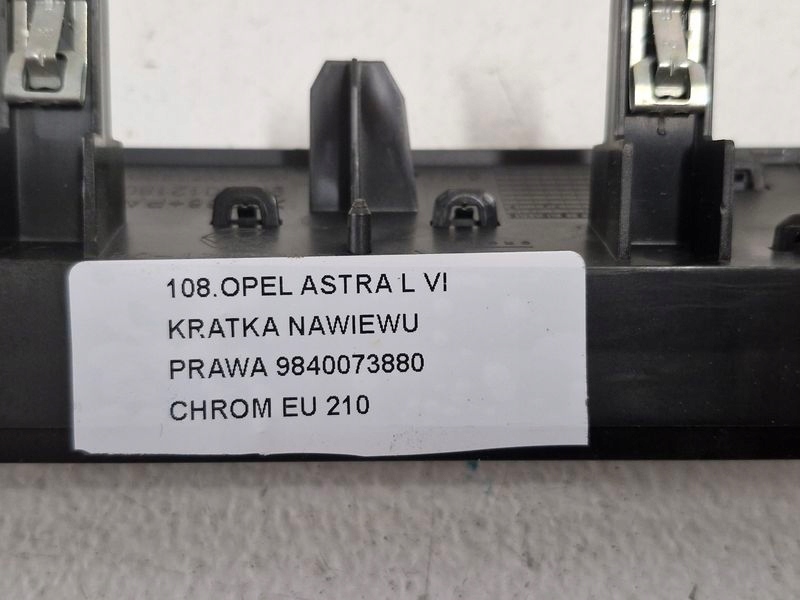 108.OPEL ASTRA L VI
KRATKA NAWIEWU
PRAWA 9840073880
CHROM EU 210